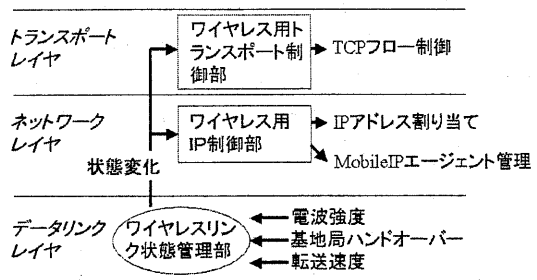 トランスポート
レイヤ
ワイヤレス用ト
ランスポート制
御部
TCPフロー制御
ネットワーク
レイヤ
ワイヤレス用
IP制御部
IPアドレス割り当て
MobileIPエージェント管理
状態変化
データリンク
レイヤ
ワイヤレスリン
ク状態管理部
電波強度
基地局ハンドオーバー
転送速度